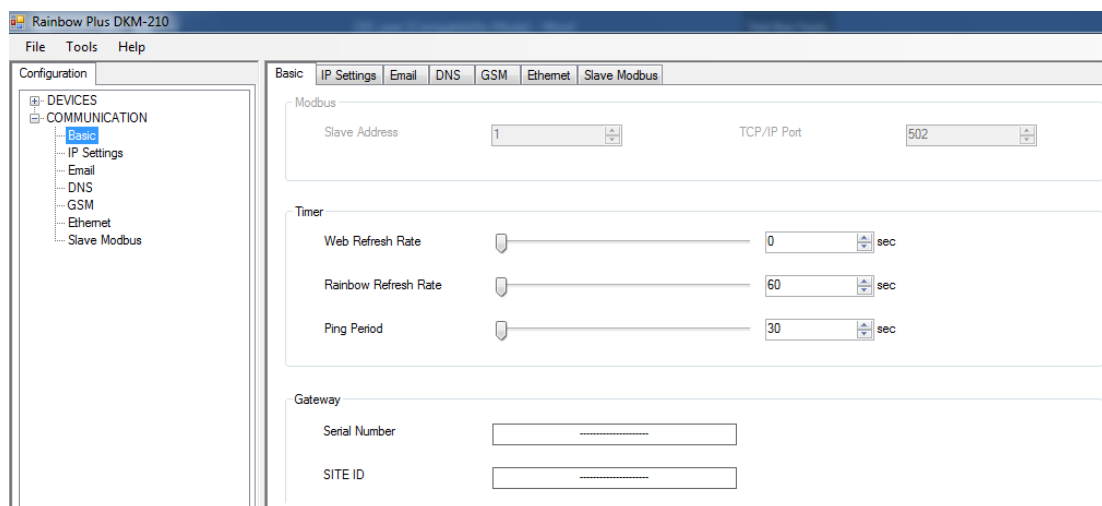 Rainbow Plus DKM-210
File Tools Help
Configuration
DEVICES
COMMUNICATION
Basic
IP Settings
Email
DNS
GSM
Ethernet
Slave Modbus
Basic IP Settings Email DNS GSM Ethernet Slave Modbus
Modbus
Slave Address 1 TCP/IP Port 502
Timer
Web Refresh Rate 0 sec
Rainbow Refresh Rate 60 sec
Ping Period 30 sec
Gateway
Serial Number ---------------------
SITE ID ---------------------